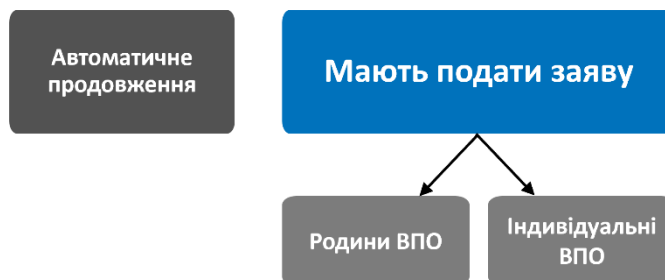 Автоматичне
продовження
Мають подати заяву
Родини ВПО
Індивідуальні
ВПО